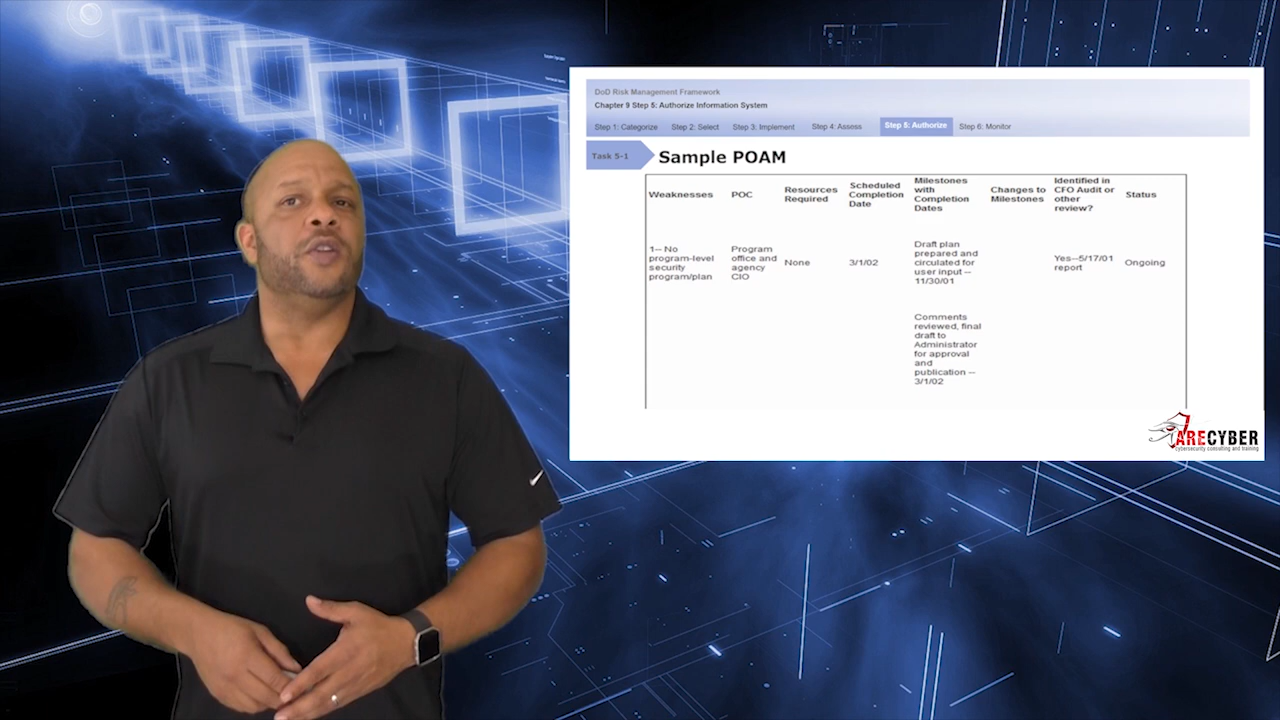 DoD Risk Management Framework
Chapter 9 Step 5: Authorize Information System
Step 1: Categorize Step 2: Select Step 3: Implement Step 4: Assess Step 5: Authorize Step 6: Monitor
Task 5-1
Sample POAM
Weaknesses
POC
Resources
Required
Scheduled
Completion
Date
Milestones
with
Completion
Dates
Changes to
Milestones
Identified in
CFO Audit or
other
review?
Status
1-- No
program-level
security
program/plan
Program
office and
agency
CIO
None
3/1/02
Draft plan
prepared and
circulated for
user input --
11/30/01
Yes--5/17/01
report
Ongoing
Comments
reviewed, final
draft to
Administrator
for approval
and
publication --
3/1/02
ARECYBER
cybersecurity consulting and training